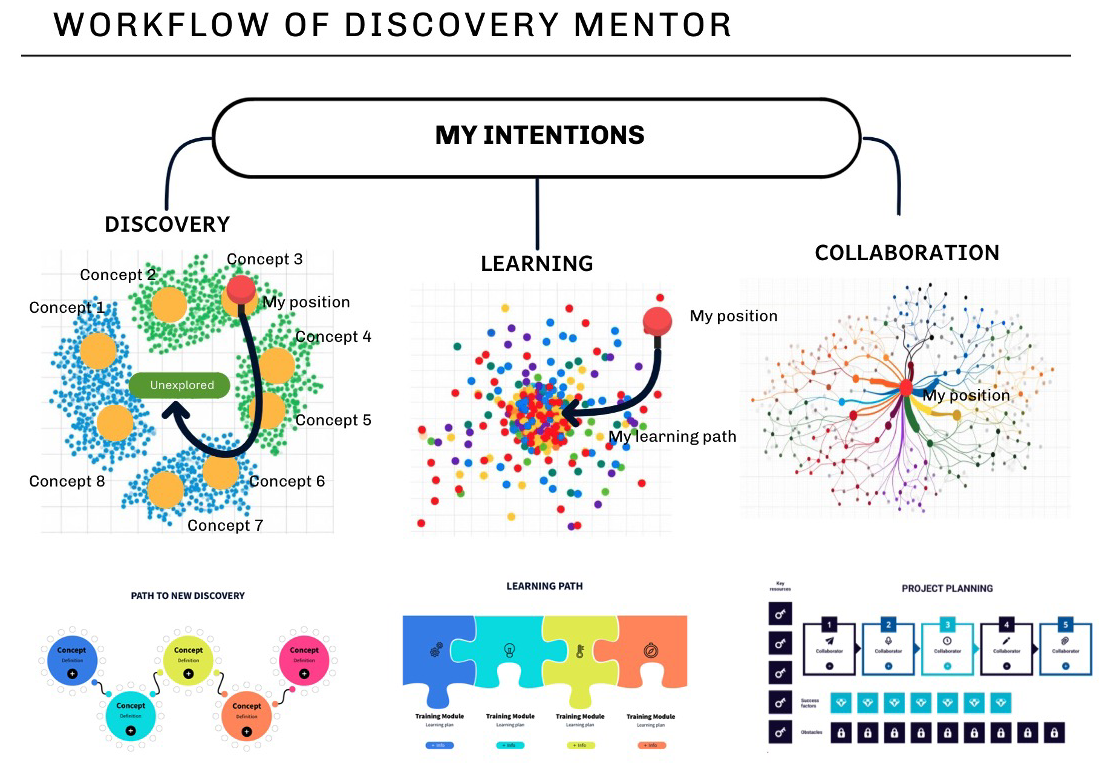 WORKFLOW OF DISCOVERY MENTOR
MY INTENTIONS
DISCOVERY
LEARNING
COLLABORATION
Concept 3
Concept 2
My position
Concept 1
Concept 4
Unexplored
Concept 5
Concept 8
Concept 6
Concept 7
My position
My learning path
My position
PATH TO NEW DISCOVERY
Concept
Definition
Concept
Definition
Concept
Definition
Concept
Definition
Concept
Definition
LEARNING PATH
Training Module
Learning plan
+ Info
Training Module
Learning plan
+ Info
Training Module
Learning plan
+ Info
Training Module
Learning plan
+ Info
Key
resources
PROJECT PLANNING
1
2
3
4
5
Collaborator
Collaborator
Collaborator
Collaborator
Collaborator
Success
factors
Obstacles